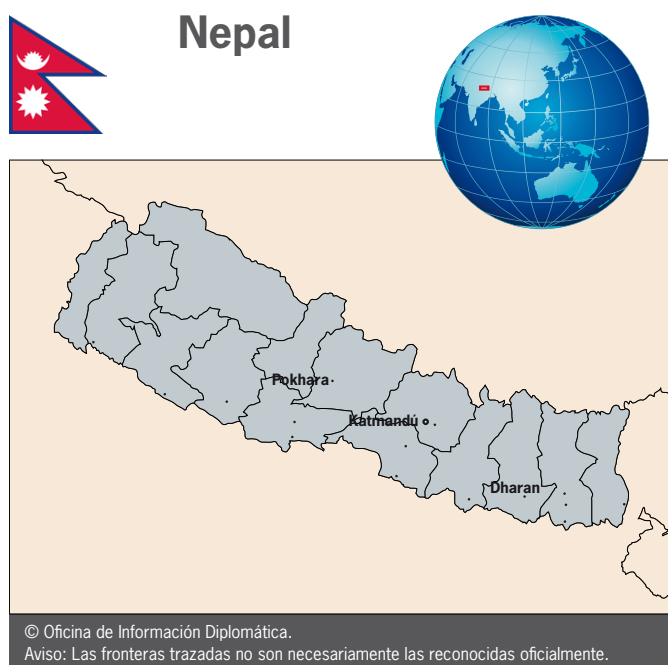 Nepal
Pokhara
Katmandú
Dharan
© Oficina de Información Diplomática.
Aviso: Las fronteras trazadas no son necesariamente las reconocidas oficialmente.